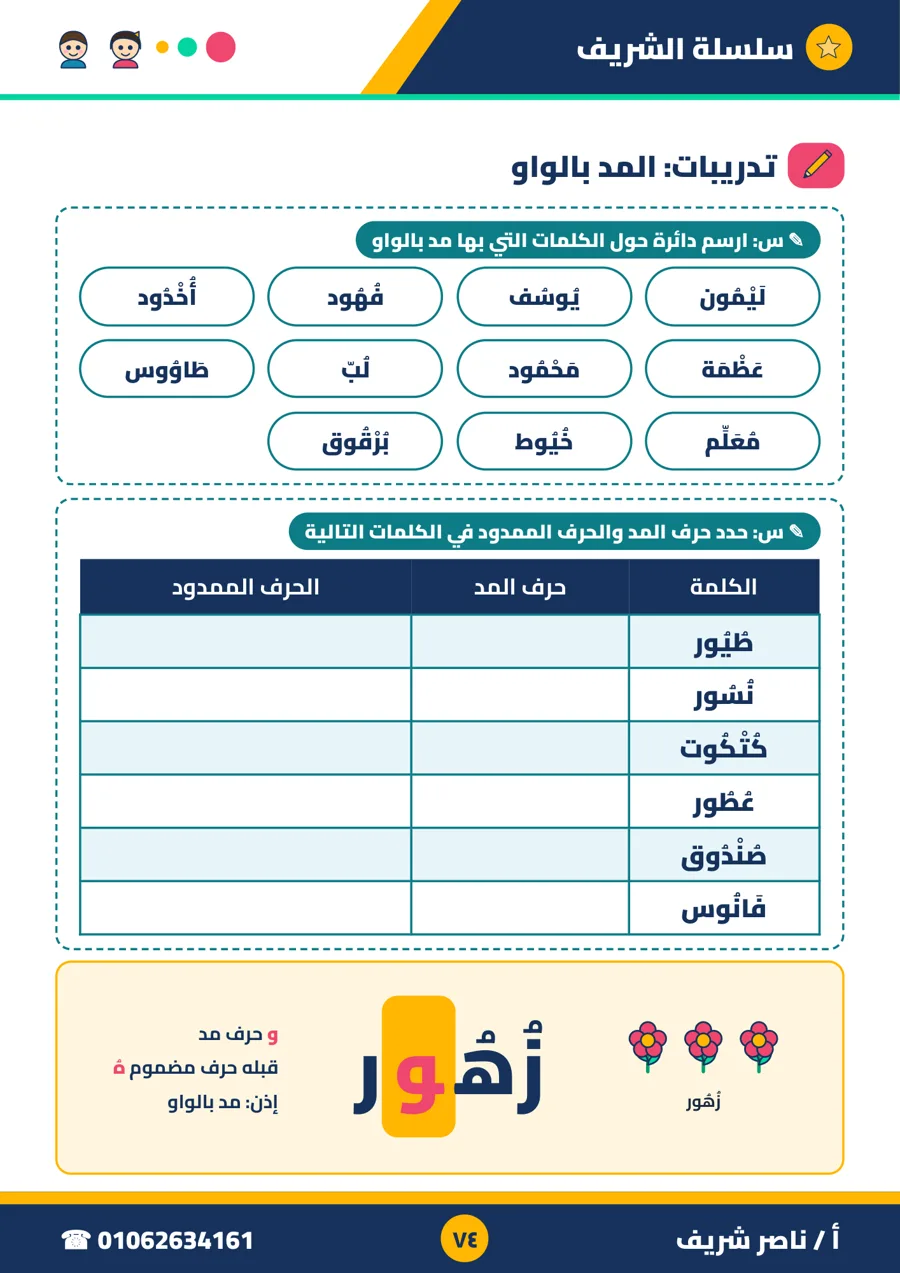 سلسلة الشريف
تدريبات: المد بالواو
✎ س: ارسم دائرة حول الكلمات التي بها مد بالواو
لَيْمُون يُوسُف فُهُود أُخْدُود
عَظْمَة مَحْمُود لُبّ طَاوُوس
مُعَلِّم خُيُوط بُرْقُوق
✎ س: حدد حرف المد والحرف الممدود في الكلمات التالية
الكلمة حرف المد الحرف الممدود
طُيُور
نُسُور
كُتْكُوت
عُطُور
صُنْدُوق
فَانُوس
زُهُور
زُهُور
و حرف مد
قبله حرف مضموم هُ
إذن: مد بالواو
أ / ناصر شريف
٧٤
☎ 01062634161